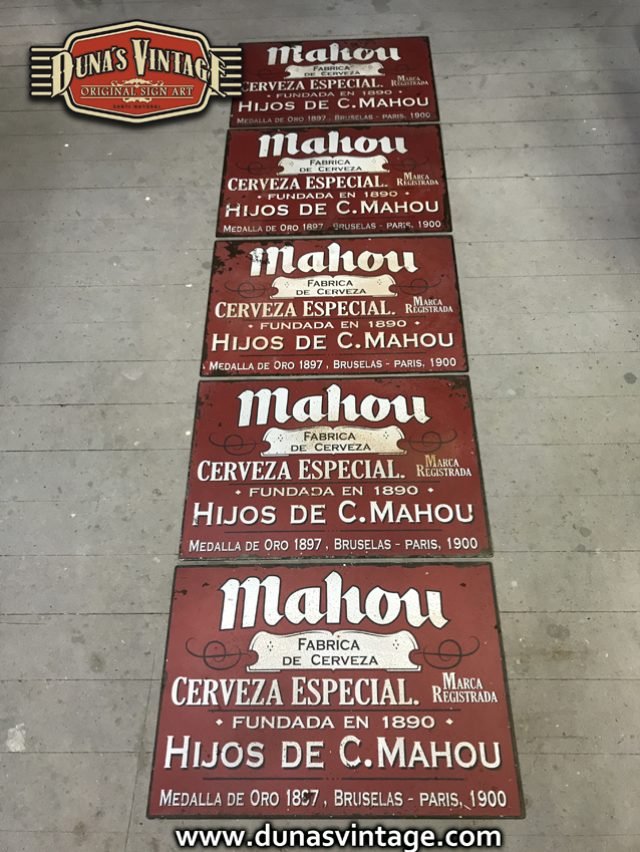 DUNA'S VINTAGE
ORIGINAL SIGN ART
Mahou
FABRICA
DE CERVEZA
CERVEZA ESPECIAL. MARCA REGISTRADA
• FUNDADA EN 1890 •
HIJOS DE C.MAHOU
MEDALLA DE ORO 1897, BRUSELAS - PARIS, 1900
Mahou
FABRICA
DE CERVEZA
CERVEZA ESPECIAL. MARCA REGISTRADA
• FUNDADA EN 1890 •
HIJOS DE C.MAHOU
MEDALLA DE ORO 1897, BRUSELAS - PARIS, 1900
Mahou
FABRICA
DE CERVEZA
CERVEZA ESPECIAL. MARCA REGISTRADA
• FUNDADA EN 1890 •
HIJOS DE C.MAHOU
MEDALLA DE ORO 1897, BRUSELAS - PARIS, 1900
Mahou
FABRICA
DE CERVEZA
CERVEZA ESPECIAL. MARCA REGISTRADA
• FUNDADA EN 1890 •
HIJOS DE C.MAHOU
MEDALLA DE ORO 1897, BRUSELAS - PARIS, 1900
Mahou
FABRICA
DE CERVEZA
CERVEZA ESPECIAL. MARCA REGISTRADA
• FUNDADA EN 1890 •
HIJOS DE C.MAHOU
MEDALLA DE ORO 1897, BRUSELAS - PARIS, 1900
www.dunasvintage.com